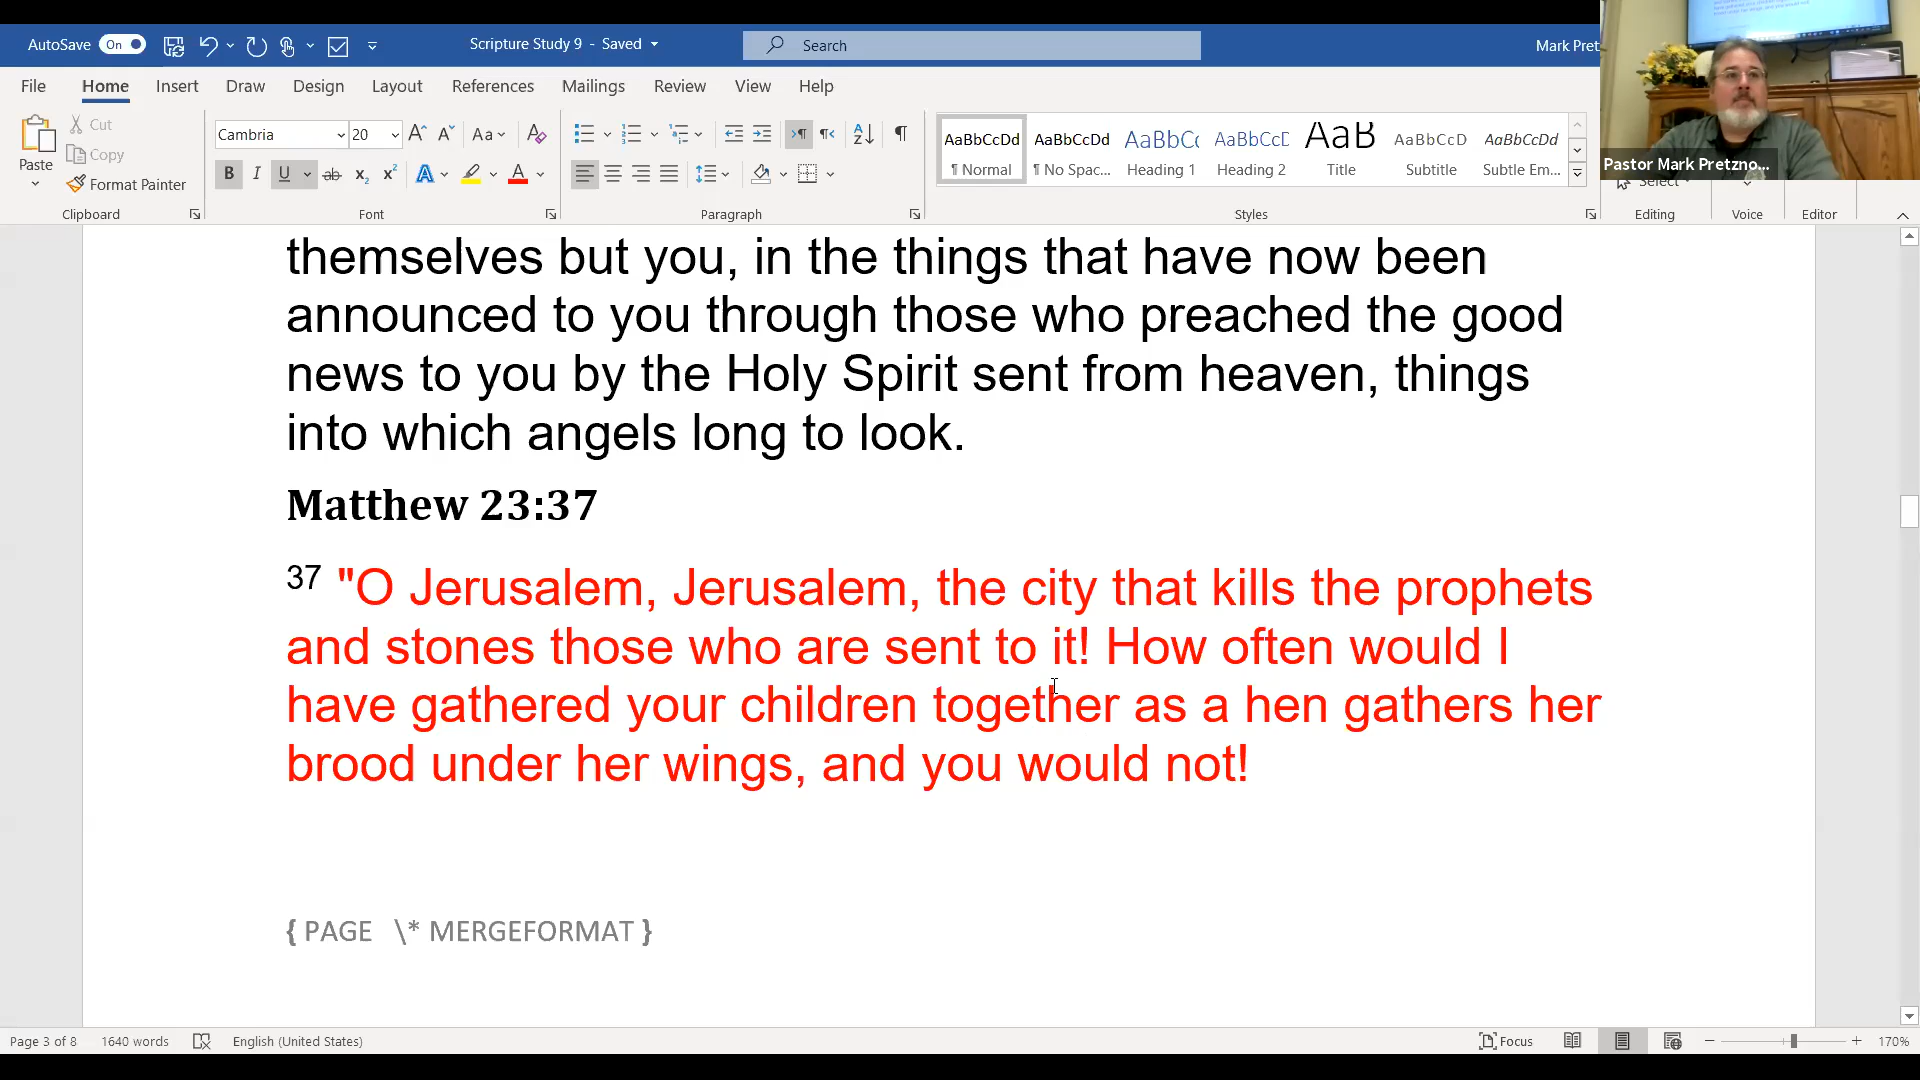 AutoSave On Scripture Study 9 - Saved Search Mark Pret
File Home Insert Draw Design Layout References Mailings Review View Help
Paste Cut Copy Format Painter
Clipboard
Cambria 20 Aa
B I U ab x₂ x² A A
Font
Paragraph
AaBbCcDd AaBbCcDd AaBbCc AaBbCcD AaB AaBbCcD AaBbCcDd
¶ Normal ¶ No Spac... Heading 1 Heading 2 Title Subtitle Subtle Em...
Styles
Pastor Mark Pretzno...
Select
Editing Voice Editor
themselves but you, in the things that have now been
announced to you through those who preached the good
news to you by the Holy Spirit sent from heaven, things
into which angels long to look.
Matthew 23:37
37 "O Jerusalem, Jerusalem, the city that kills the prophets
and stones those who are sent to it! How often would I
have gathered your children together as a hen gathers her
brood under her wings, and you would not!
{ PAGE \* MERGEFORMAT }
Page 3 of 8 1640 words English (United States) Focus 170%